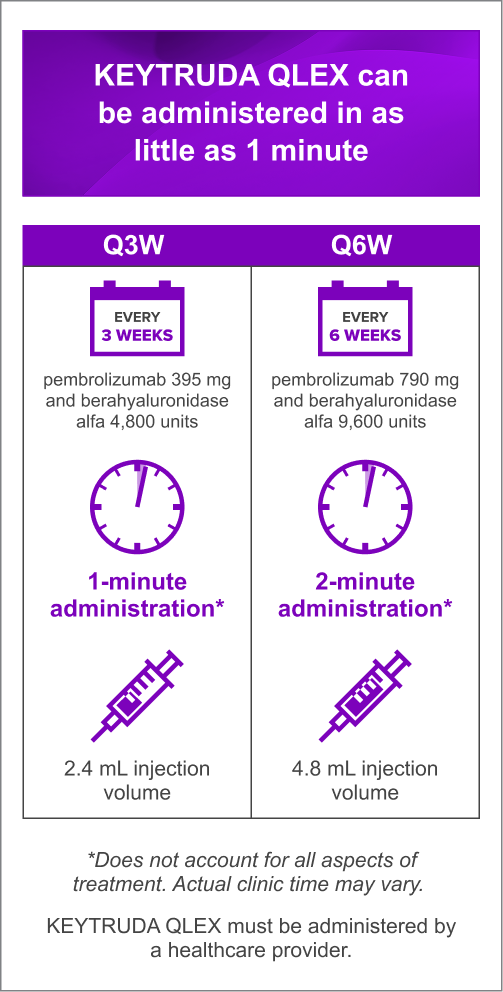 KEYTRUDA QLEX can
be administered in as
little as 1 minute
Q3W
EVERY
3 WEEKS
pembrolizumab 395 mg
and berahyaluronidase
alfa 4,800 units
1-minute
administration*
2.4 mL injection
volume
Q6W
EVERY
6 WEEKS
pembrolizumab 790 mg
and berahyaluronidase
alfa 9,600 units
2-minute
administration*
4.8 mL injection
volume
*Does not account for all aspects of
treatment. Actual clinic time may vary.
KEYTRUDA QLEX must be administered by
a healthcare provider.